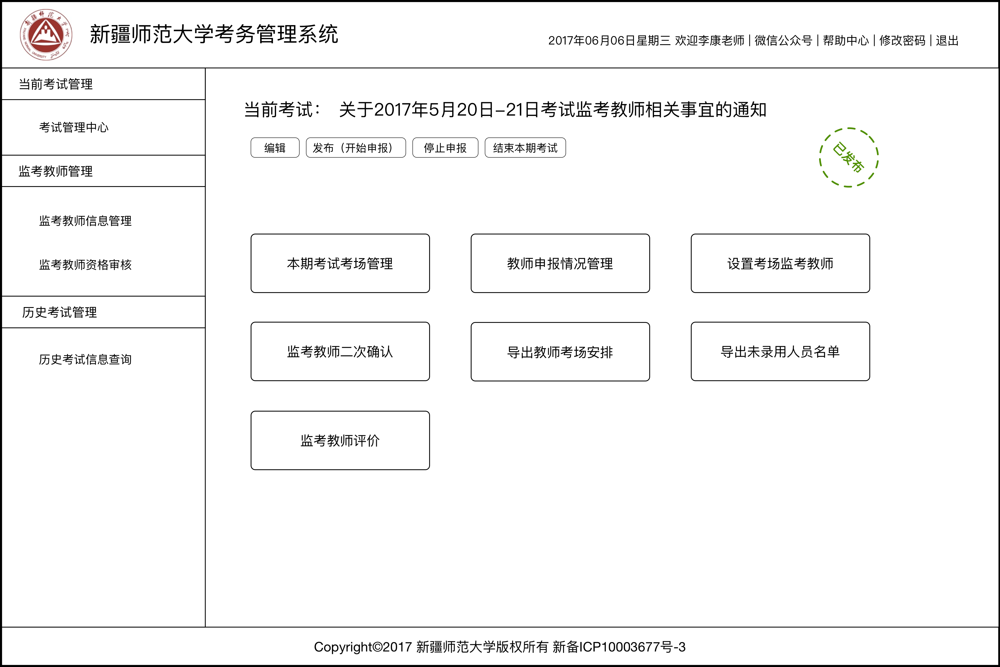 新疆师范大学
XINJIANG NORMAL UNIVERSITY
新疆师范大学考务管理系统
2017年06月06日星期三 欢迎李康老师 | 微信公众号 | 帮助中心 | 修改密码 | 退出
当前考试管理
考试管理中心
监考教师管理
监考教师信息管理
监考教师资格审核
历史考试管理
历史考试信息查询
当前考试： 关于2017年5月20日-21日考试监考教师相关事宜的通知
编辑 发布（开始申报） 停止申报 结束本期考试
已发布
本期考试考场管理 教师申报情况管理 设置考场监考教师
监考教师二次确认 导出教师考场安排 导出未录用人员名单
监考教师评价
Copyright©2017 新疆师范大学版权所有 新备ICP10003677号-3